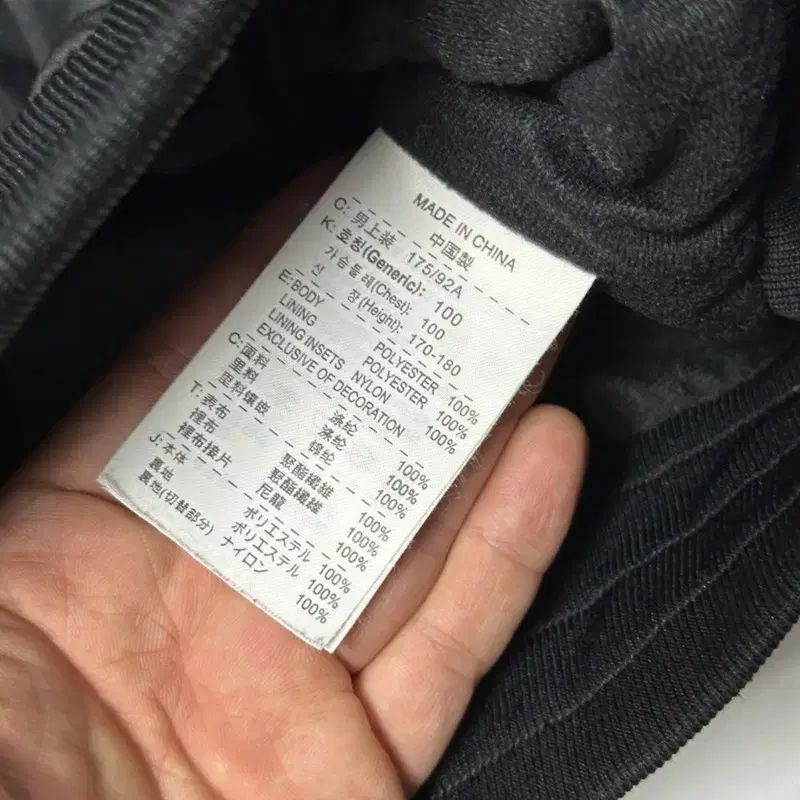 MADE IN CHINA
中国製
C: 男上装 175/92A
K: 호칭(Generic): 100
가슴둘레(Chest): 100
신 장(Height): 170-180
E: BODY POLYESTER 100%
LINING POLYESTER 100%
LINING INSETS NYLON 100%
EXCLUSIVE OF DECORATION
C: 面料 涤纶 100%
里料 涤纶 100%
里料镶嵌 锦纶 100%
T: 表布 聚酯纖維 100%
裡布 聚酯纖維 100%
裡布接片 尼龍 100%
J: 本体 ポリエステル 100%
裏地 ポリエステル 100%
裏地(切替部分) ナイロン 100%